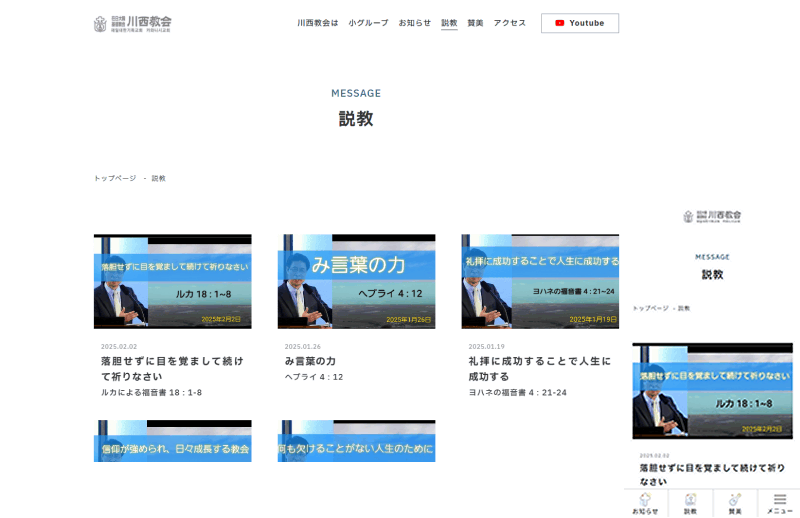 川西教会
川西教会は 小グループ お知らせ 説教 賛美 アクセス Youtube
MESSAGE
説教
トップページ - 説教
落胆せずに目を覚まして続けて祈りなさい
ルカ 18 : 1~8
2025年2月2日
2025.02.02
落胆せずに目を覚まして続け
て祈りなさい
ルカによる福音書 18 : 1-8
み言葉の力
ヘブライ 4 : 12
2025年1月26日
2025.01.26
み言葉の力
ヘブライ 4 : 12
礼拝に成功することで人生に成功する
ヨハネの福音書 4 : 21~24
2025年1月19日
2025.01.19
礼拝に成功することで人生に
成功する
ヨハネの福音書 4 : 21-24
信仰が強められ、日々成長する教会
何も欠けることがない人生のために
川西教会
MESSAGE
説教
トップページ - 説教
落胆せずに目を覚まして続けて祈りなさい
ルカ 18 : 1~8
2025年2月2日
2025.02.02
落胆せずに目を覚まして続けて祈り
なさい
お知らせ 説教 賛美 メニュー